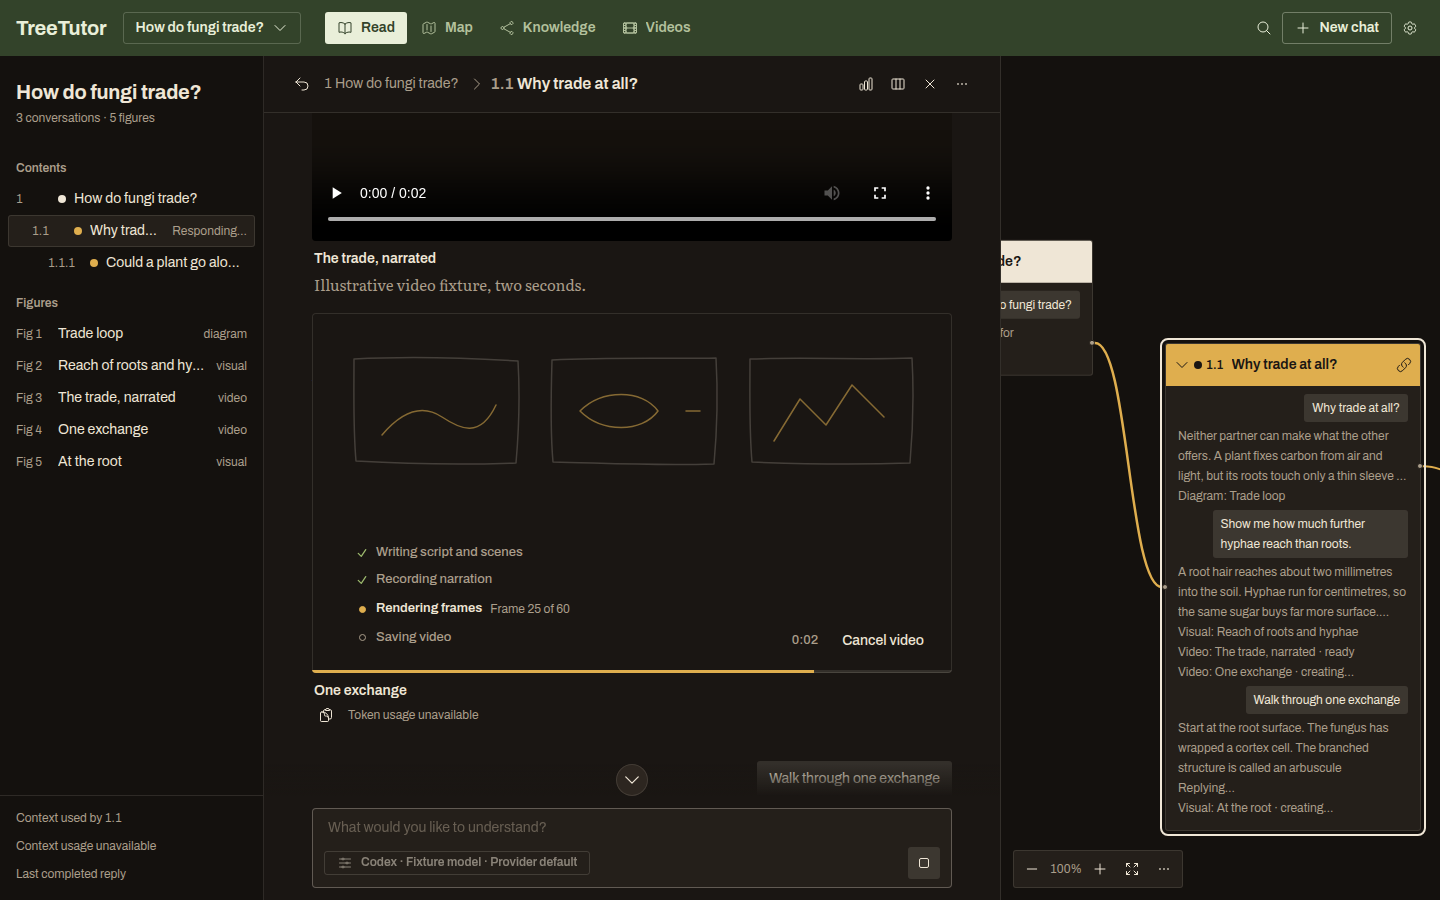 TreeTutor
How do fungi trade?
Read
Map
Knowledge
Videos
New chat
How do fungi trade?
3 conversations · 5 figures
Contents
1 How do fungi trade?
1.1 Why trad... Responding...
1.1.1 Could a plant go alo...
Figures
Fig 1 Trade loop diagram
Fig 2 Reach of roots and hy... visual
Fig 3 The trade, narrated video
Fig 4 One exchange video
Fig 5 At the root visual
Context used by 1.1
Context usage unavailable
Last completed reply
1 How do fungi trade? 1.1 Why trade at all?
0:00 / 0:02
The trade, narrated
Illustrative video fixture, two seconds.
Writing script and scenes
Recording narration
Rendering frames Frame 25 of 60
Saving video
0:02 Cancel video
One exchange
Token usage unavailable
Walk through one exchange
What would you like to understand?
Codex · Fixture model · Provider default
de?
o fungi trade?
for
1.1 Why trade at all?
Why trade at all?
Neither partner can make what the other
offers. A plant fixes carbon from air and
light, but its roots touch only a thin sleeve ...
Diagram: Trade loop
Show me how much further
hyphae reach than roots.
A root hair reaches about two millimetres
into the soil. Hyphae run for centimetres, so
the same sugar buys far more surface....
Visual: Reach of roots and hyphae
Video: The trade, narrated · ready
Video: One exchange · creating...
Walk through one exchange
Start at the root surface. The fungus has
wrapped a cortex cell. The branched
structure is called an arbuscule
Replying...
Visual: At the root · creating...
100%